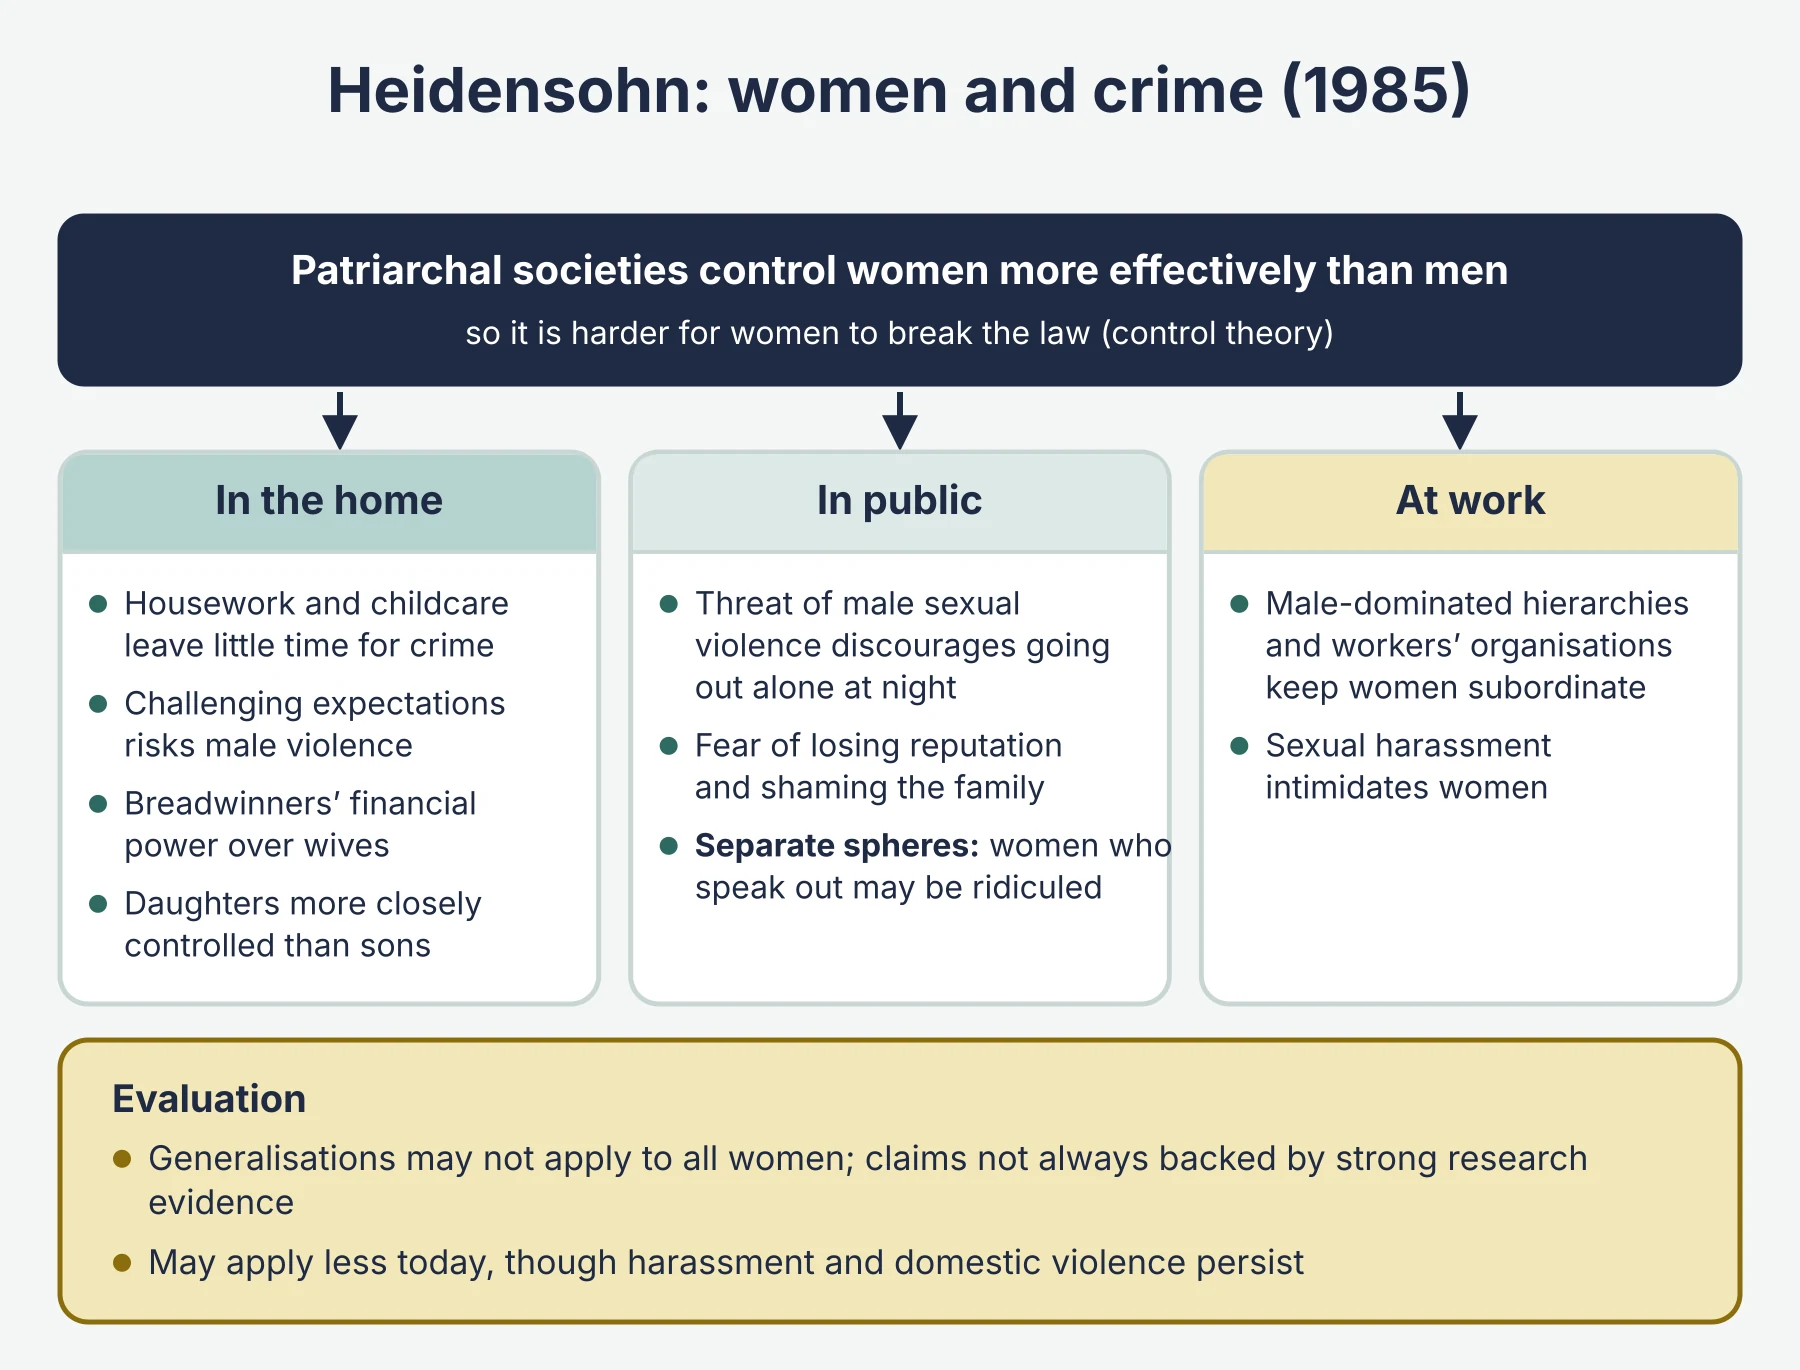 Heidensohn: women and crime (1985)
Patriarchal societies control women more effectively than men
so it is harder for women to break the law (control theory)
In the home
Housework and childcare
leave little time for crime
Challenging expectations
risks male violence
Breadwinners’ financial
power over wives
Daughters more closely
controlled than sons
In public
Threat of male sexual
violence discourages going
out alone at night
Fear of losing reputation
and shaming the family
Separate spheres: women who
speak out may be ridiculed
At work
Male-dominated hierarchies
and workers’ organisations
keep women subordinate
Sexual harassment
intimidates women
Evaluation
Generalisations may not apply to all women; claims not always backed by strong research
evidence
May apply less today, though harassment and domestic violence persist